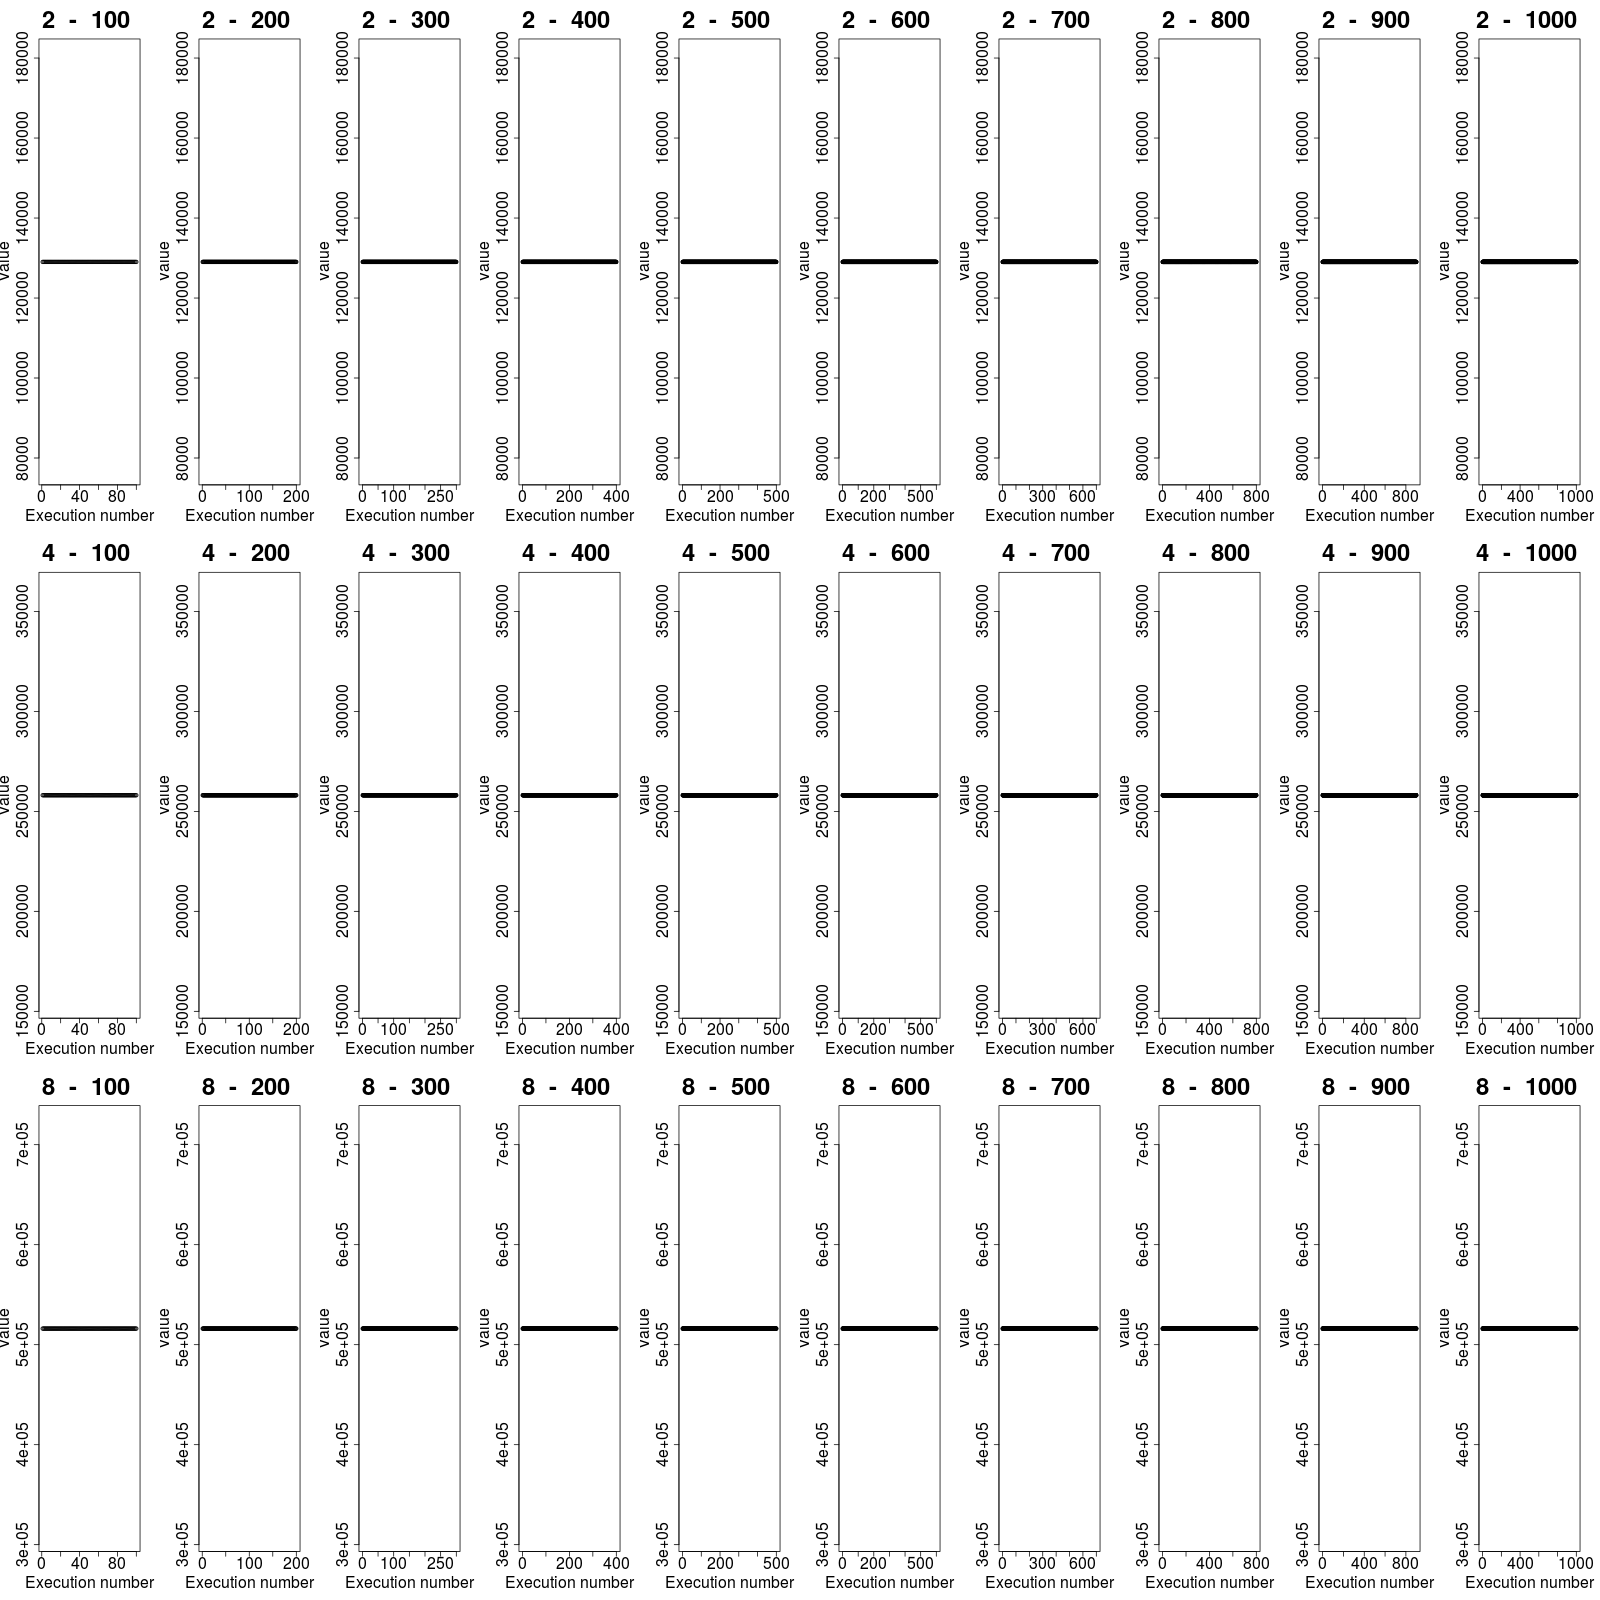 2 - 100 2 - 200 2 - 300 2 - 400 2 - 500 2 - 600 2 - 700 2 - 800 2 - 900 2 - 1000
180000 180000 180000 180000 180000 180000 180000 180000 180000 180000
160000 160000 160000 160000 160000 160000 160000 160000 160000 160000
140000 140000 140000 140000 140000 140000 140000 140000 140000 140000
value value value value value value value value value value
120000 120000 120000 120000 120000 120000 120000 120000 120000 120000
100000 100000 100000 100000 100000 100000 100000 100000 100000 100000
80000 80000 80000 80000 80000 80000 80000 80000 80000 80000
0 40 80 0 100 200 0 100 250 0 200 400 0 200 500 0 200 500 0 300 600 0 400 800 0 400 800 0 400 1000
Execution number Execution number Execution number Execution number Execution number Execution number Execution number Execution number Execution number Execution number
4 - 100 4 - 200 4 - 300 4 - 400 4 - 500 4 - 600 4 - 700 4 - 800 4 - 900 4 - 1000
350000 350000 350000 350000 350000 350000 350000 350000 350000 350000
300000 300000 300000 300000 300000 300000 300000 300000 300000 300000
value value value value value value value value value value
250000 250000 250000 250000 250000 250000 250000 250000 250000 250000
200000 200000 200000 200000 200000 200000 200000 200000 200000 200000
150000 150000 150000 150000 150000 150000 150000 150000 150000 150000
0 40 80 0 100 200 0 100 250 0 200 400 0 200 500 0 200 500 0 300 600 0 400 800 0 400 800 0 400 1000
Execution number Execution number Execution number Execution number Execution number Execution number Execution number Execution number Execution number Execution number
8 - 100 8 - 200 8 - 300 8 - 400 8 - 500 8 - 600 8 - 700 8 - 800 8 - 900 8 - 1000
7e+05 7e+05 7e+05 7e+05 7e+05 7e+05 7e+05 7e+05 7e+05 7e+05
6e+05 6e+05 6e+05 6e+05 6e+05 6e+05 6e+05 6e+05 6e+05 6e+05
value value value value value value value value value value
5e+05 5e+05 5e+05 5e+05 5e+05 5e+05 5e+05 5e+05 5e+05 5e+05
4e+05 4e+05 4e+05 4e+05 4e+05 4e+05 4e+05 4e+05 4e+05 4e+05
3e+05 3e+05 3e+05 3e+05 3e+05 3e+05 3e+05 3e+05 3e+05 3e+05
0 40 80 0 100 200 0 100 250 0 200 400 0 200 500 0 200 500 0 300 600 0 400 800 0 400 800 0 400 1000
Execution number Execution number Execution number Execution number Execution number Execution number Execution number Execution number Execution number Execution number